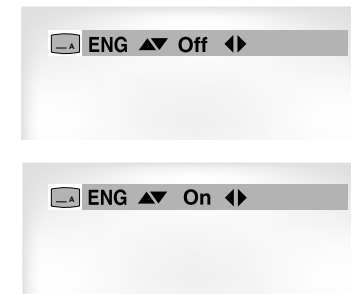 A ENG ▲▼ Off ◀▶
A ENG ▲▼ On ◀▶